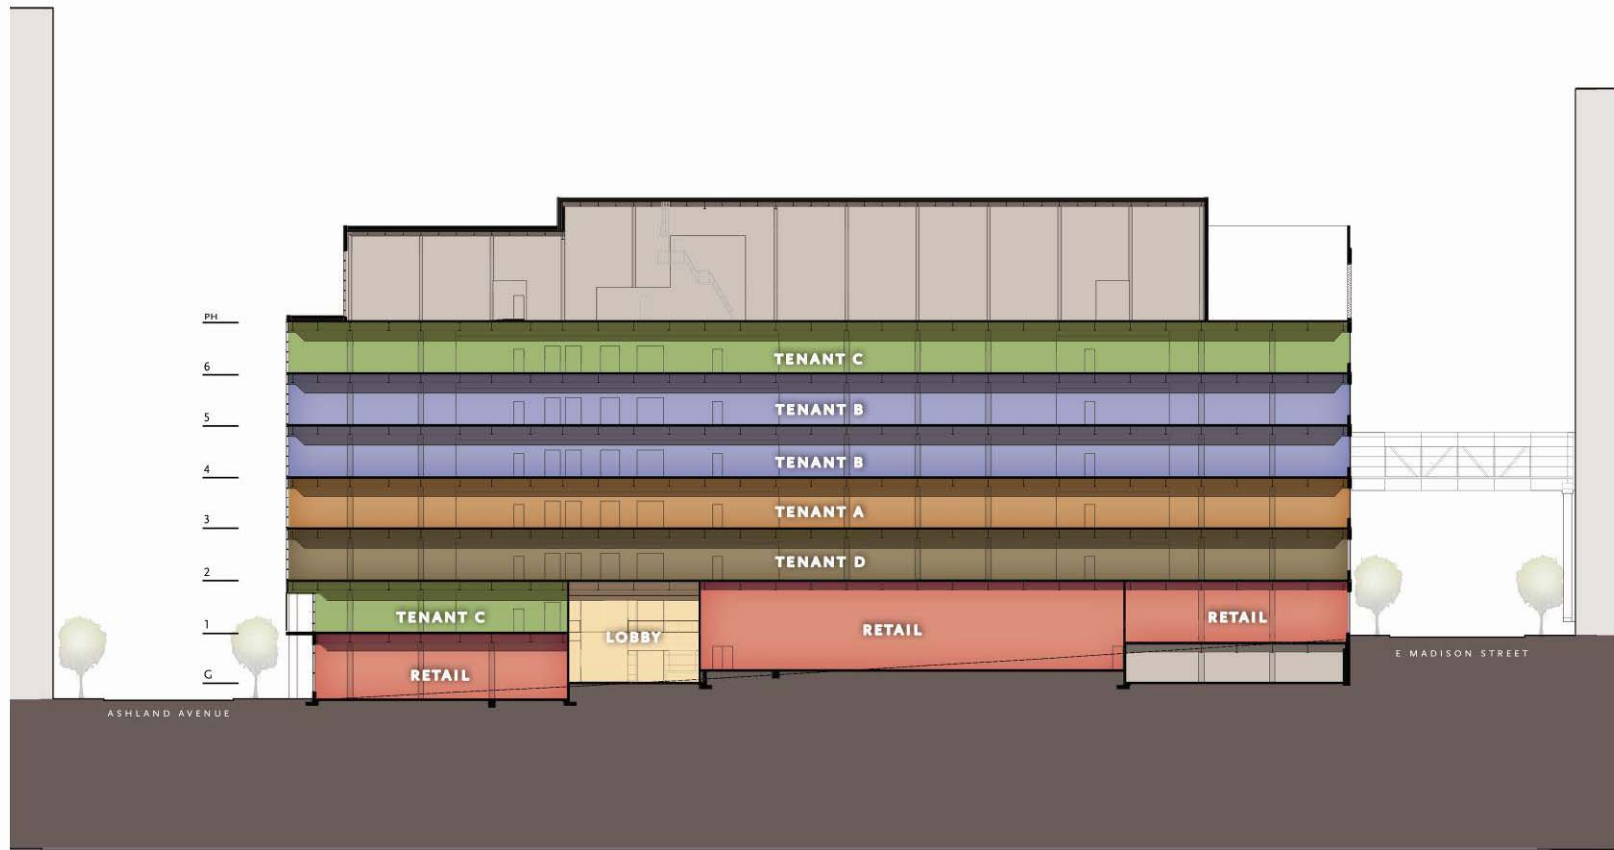 PH
TENANT C
6
TENANT B
5
TENANT B
4
TENANT A
3
TENANT D
2
TENANT C
LOBBY
RETAIL
RETAIL
1
E MADISON STREET
RETAIL
G
ASHLAND AVENUE